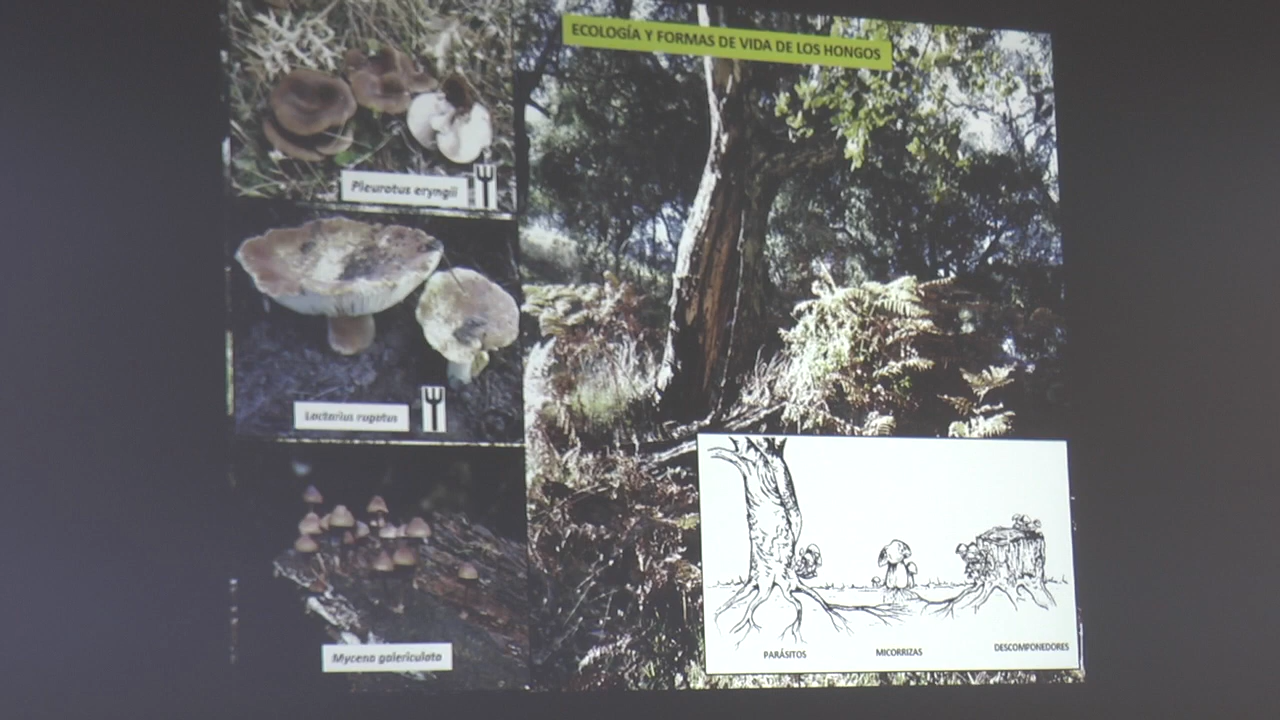 ECOLOGÍA Y FORMAS DE VIDA DE LOS HONGOS
Pleurotus eryngii
Lactarius rugatus
Mycena galericulata
PARÁSITOS
MICORRIZAS
DESCOMPONEDORES